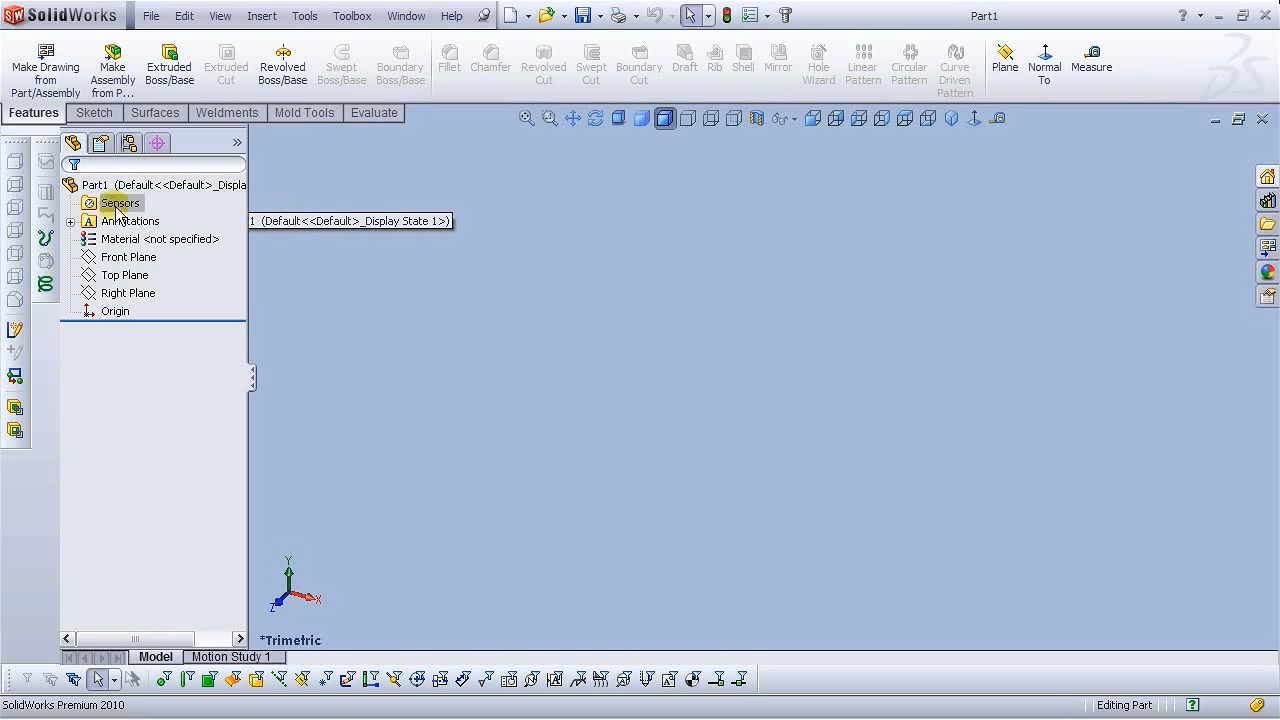 SolidWorks File Edit View Insert Tools Toolbox Window Help Part1 ?
Make Drawing from Part/Assembly
Make Assembly from P...
Extruded Boss/Base
Extruded Cut
Revolved Boss/Base
Swept Boss/Base
Boundary Boss/Base
Fillet
Chamfer
Revolved Cut
Swept Cut
Boundary Cut
Draft
Rib
Shell
Mirror
Hole Wizard
Linear Pattern
Circular Pattern
Curve Driven Pattern
Plane
Normal To
Measure
Features Sketch Surfaces Weldments Mold Tools Evaluate
Part1 (Default<<Default>_Displa
Sensors
Annotations
1 (Default<<Default>_Display State 1>)
Material <not specified>
Front Plane
Top Plane
Right Plane
Origin
Y
X
Z
*Trimetric
Model Motion Study 1
SolidWorks Premium 2010 Editing Part